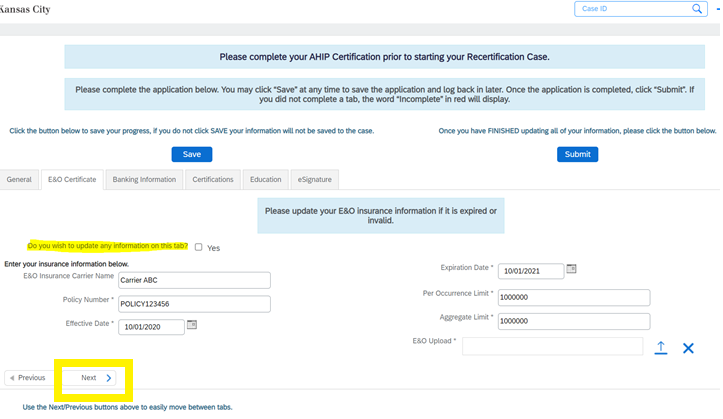 Kansas City
Case ID
Please complete your AHIP Certification prior to starting your Recertification Case.
Please complete the application below. You may click "Save" at any time to save the application and log back in later. Once the application is completed, click "Submit". If
you did not complete a tab, the word "Incomplete" in red will display.
Click the button below to save your progress, if you do not click SAVE your information will not be saved to the case.
Once you have FINISHED updating all of your information, please click the button below.
Save
Submit
General
E&O Certificate
Banking Information
Certifications
Education
eSignature
Please update your E&O insurance information if it is expired or
invalid.
Do you wish to update any information on this tab?
Yes
Enter your insurance information below.
E&O Insurance Carrier Name
Carrier ABC
Policy Number *
POLICY123456
Effective Date *
10/01/2020
Expiration Date *
10/01/2021
Per Occurrence Limit *
1000000
Aggregate Limit *
1000000
E&O Upload *
Previous
Next
Use the Next/Previous buttons above to easily move between tabs.